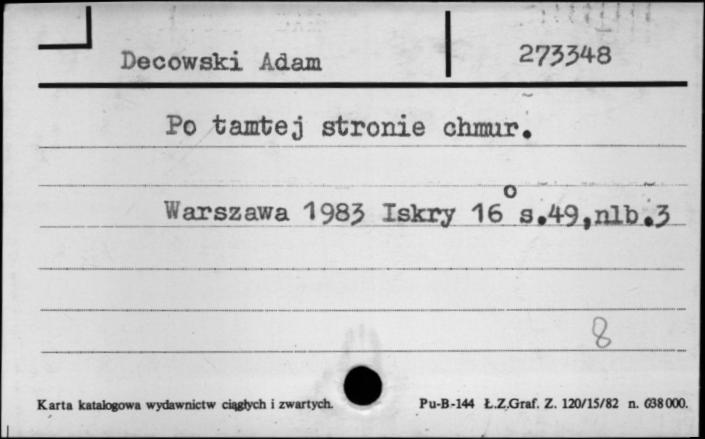 Decowski Adam 273348
Po tamtej stronie chmur.
Warszawa 1983 Iskry 16° s.49,nlb.3
8
Karta katalogowa wydawnictw ciągłych i zwartych. Pu-B-144 Ł.Z.Graf. Z. 120/15/82 n. 638000.